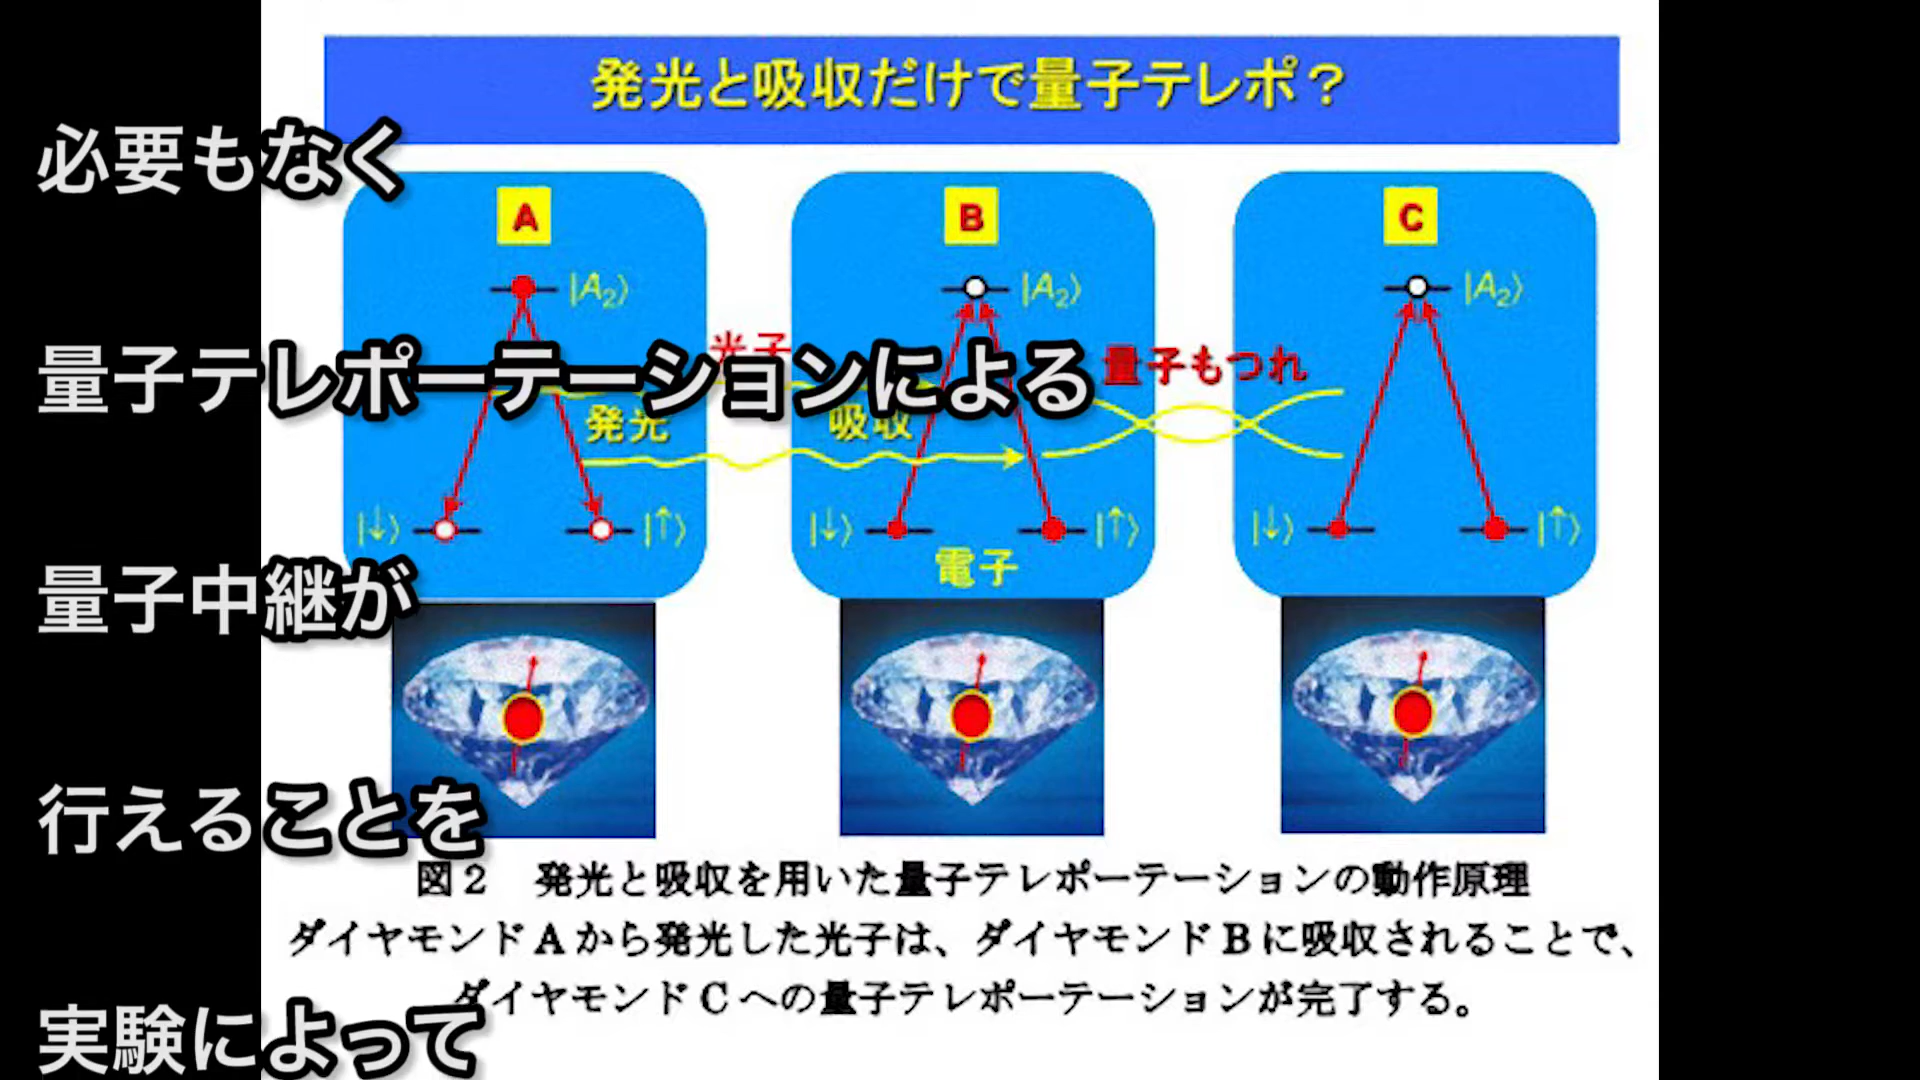 発光と吸収だけで量子テレポ？
必要もなく
A
B
C
|A₂⟩
|A₂⟩
|A₂⟩
光子
量子もつれ
量子テレポーテーションによる
発光
吸収
|↓⟩
|↑⟩
|↓⟩
|↑⟩
|↓⟩
|↑⟩
電子
量子中継が
行えることを
図２　発光と吸収を用いた量子テレポーテーションの動作原理
ダイヤモンドAから発光した光子は、ダイヤモンドBに吸収されることで、
ダイヤモンドCへの量子テレポーテーションが完了する。
実験によって